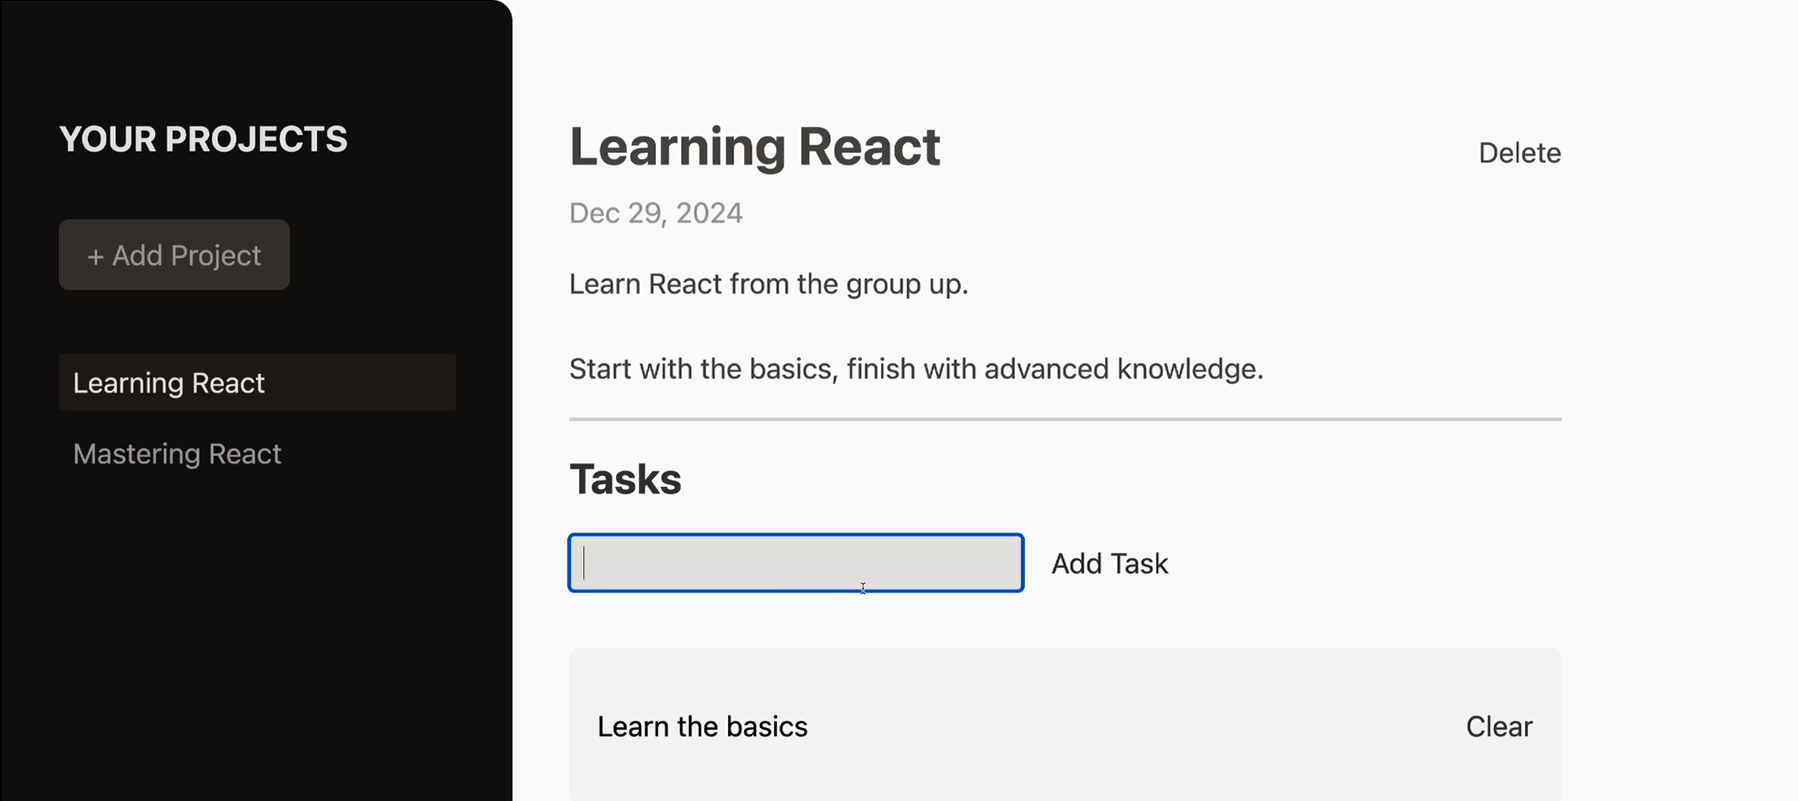 YOUR PROJECTS
+ Add Project
Learning React
Mastering React
Learning React
Delete
Dec 29, 2024
Learn React from the group up.
Start with the basics, finish with advanced knowledge.
Tasks
Add Task
Learn the basics
Clear